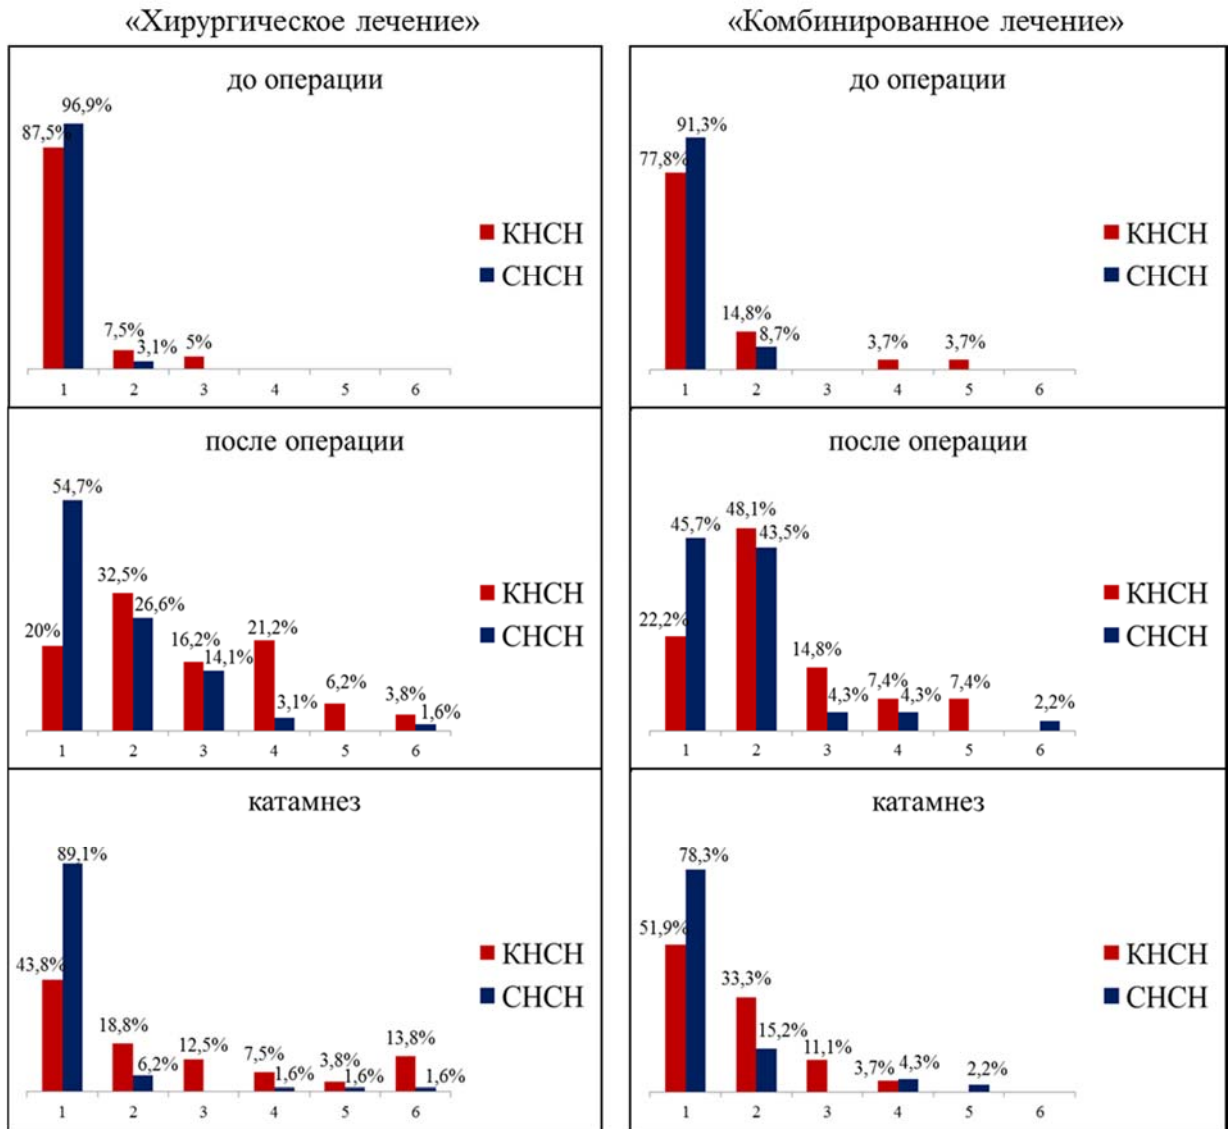 «Хирургическое лечение»
до операции
87,5%
96,9%
7,5%
3,1%
5%
КНСН
СНСН
1 2 3 4 5 6
после операции
20%
54,7%
32,5%
26,6%
16,2%
14,1%
21,2%
3,1%
6,2%
3,8%
1,6%
КНСН
СНСН
1 2 3 4 5 6
катамнез
43,8%
89,1%
18,8%
6,2%
12,5%
7,5%
1,6%
3,8%
1,6%
13,8%
1,6%
КНСН
СНСН
1 2 3 4 5 6
«Комбинированное лечение»
до операции
77,8%
91,3%
14,8%
8,7%
3,7%
3,7%
КНСН
СНСН
1 2 3 4 5 6
после операции
22,2%
45,7%
48,1%
43,5%
14,8%
4,3%
7,4%
4,3%
7,4%
2,2%
КНСН
СНСН
1 2 3 4 5 6
катамнез
51,9%
78,3%
33,3%
15,2%
11,1%
3,7%
4,3%
2,2%
КНСН
СНСН
1 2 3 4 5 6